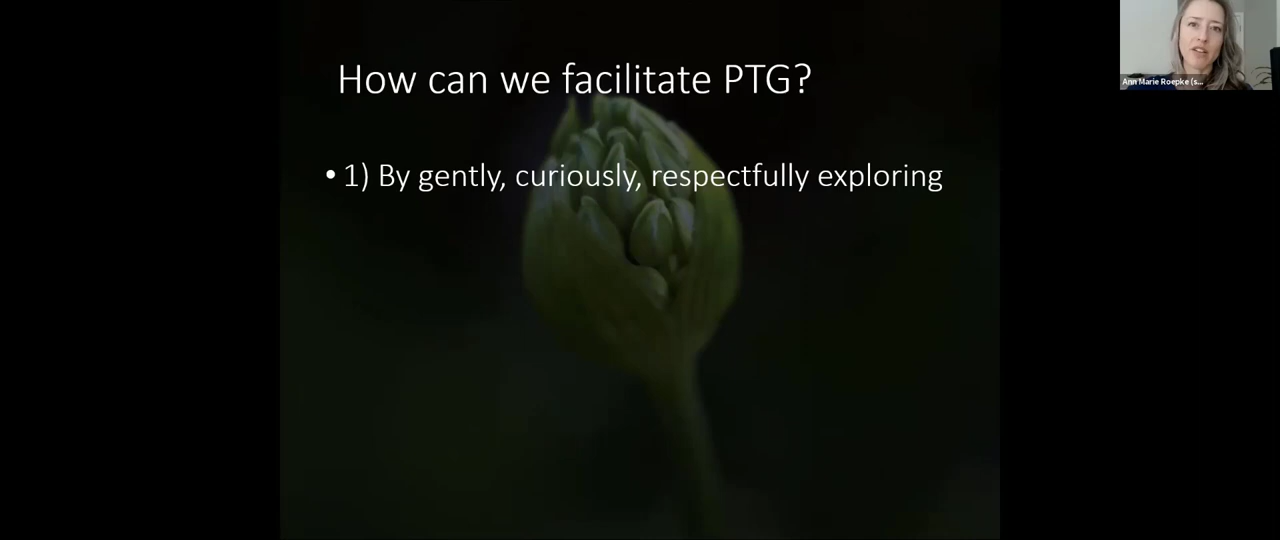 How can we facilitate PTG?
Ann Marie Roepke (s...
• 1) By gently, curiously, respectfully exploring